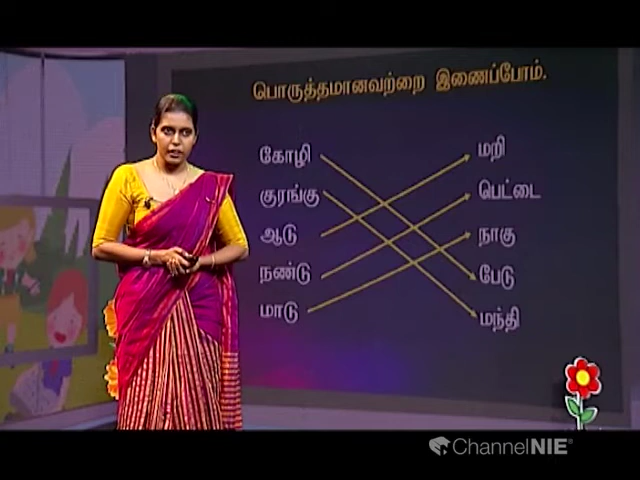 பொருத்தமானவற்றை இணைப்போம்.
கோழி மறி
குரங்கு பெட்டை
ஆடு நாகு
நண்டு பேடு
மாடு மந்தி
ChannelNIE